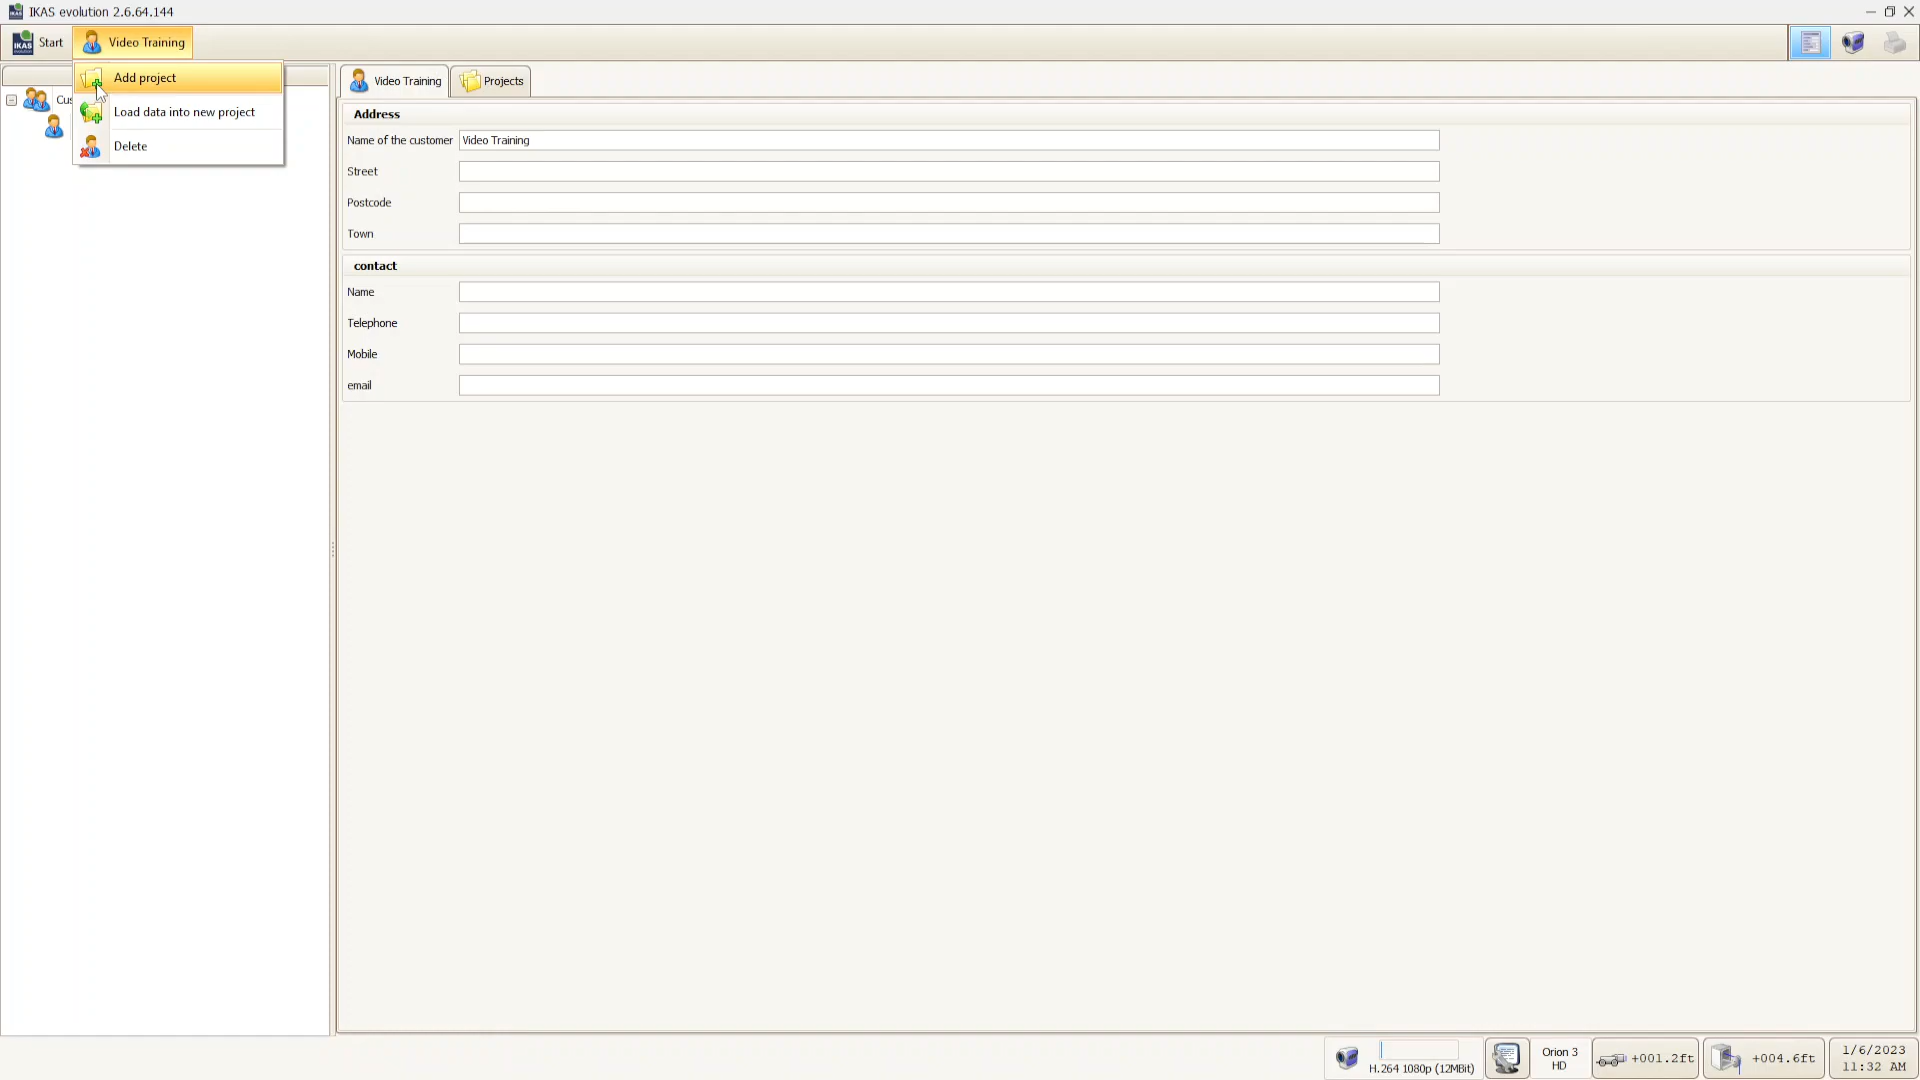 IKAS evolution 2.6.64.144
Start
Video Training
Add project
Load data into new project
Delete
Cus
Video Training
Projects
Address
Name of the customer
Video Training
Street
Postcode
Town
contact
Name
Telephone
Mobile
email
H.264 1080p (12MBit)
Orion 3
HD
+001.2ft
+004.6ft
1/6/2023
11:32 AM